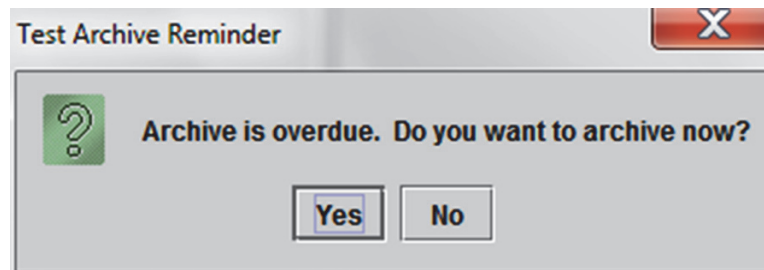 Test Archive Reminder
Archive is overdue. Do you want to archive now?
Yes No